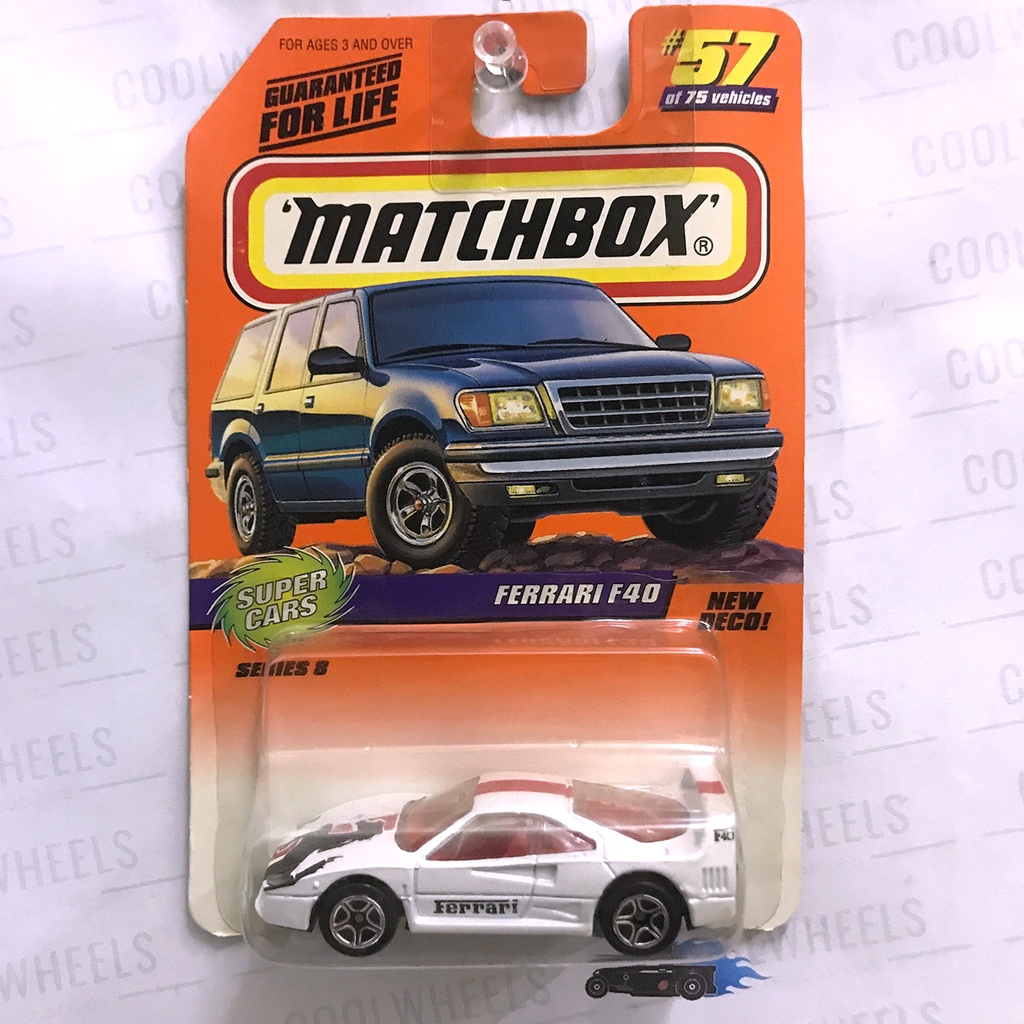 FOR AGES 3 AND OVER
GUARANTEED
FOR LIFE
#57
of 75 vehicles
'MATCHBOX'®
SUPER
CARS
FERRARI F40
NEW
DECO!
SERIES 8
F40
Ferrari
COOLWHEELS